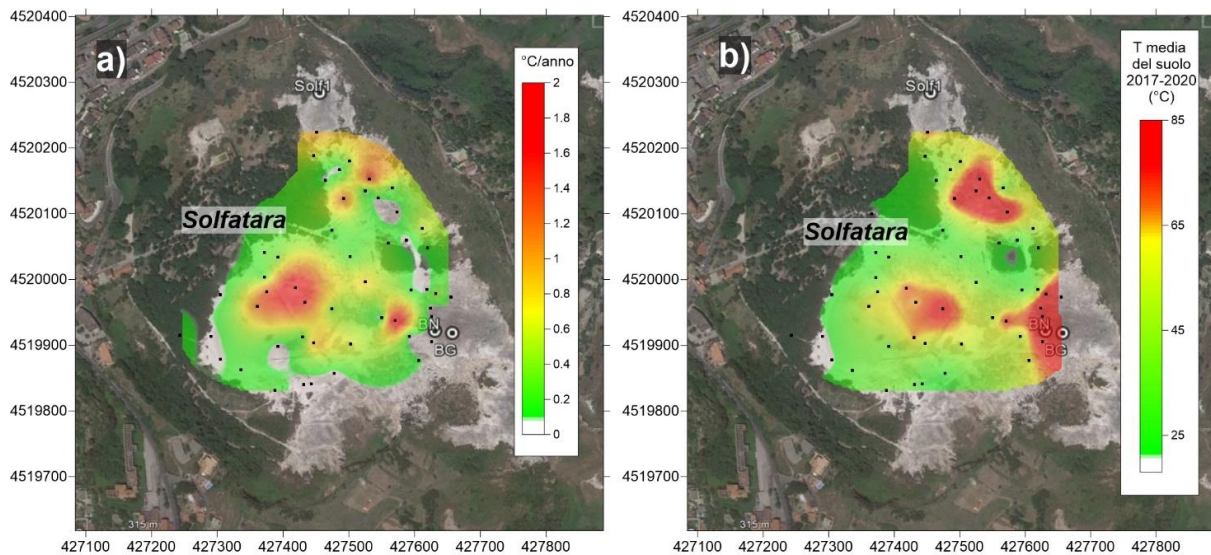 4520400
4520300
4520200
4520100
4520000
4519900
4519800
4519700
427100 427200 427300 427400 427500 427600 427700 427800
a)
Solf1
Solfatara
BN
BG
315 m
°C/anno
2
1.8
1.6
1.4
1.2
1
0.8
0.6
0.4
0.2
0
4520400
4520300
4520200
4520100
4520000
4519900
4519800
4519700
427100 427200 427300 427400 427500 427600 427700 427800
b)
Solf1
Solfatara
BN
BG
315 m
T media
del suolo
2017-2020
(°C)
85
65
45
25